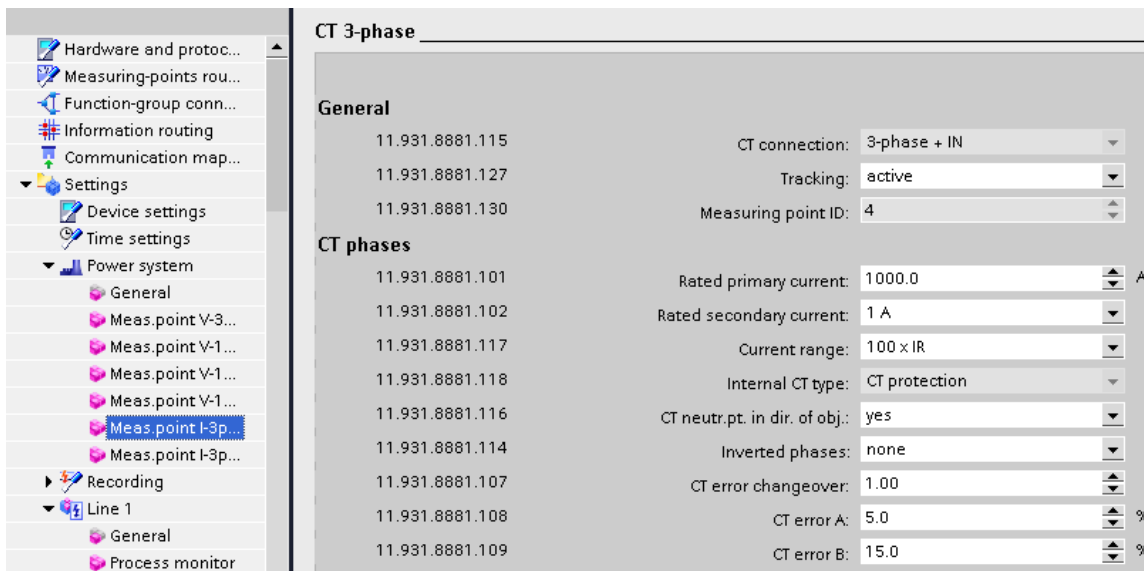 Hardware and protoc...
Measuring-points rou...
Function-group conn...
Information routing
Communication map...
Settings
Device settings
Time settings
Power system
General
Meas.point V-3...
Meas.point V-1...
Meas.point V-1...
Meas.point V-1...
Meas.point I-3p...
Meas.point I-3p...
Recording
Line 1
General
Process monitor
CT 3-phase
General
11.931.8881.115 CT connection: 3-phase + IN
11.931.8881.127 Tracking: active
11.931.8881.130 Measuring point ID: 4
CT phases
11.931.8881.101 Rated primary current: 1000.0 A
11.931.8881.102 Rated secondary current: 1 A
11.931.8881.117 Current range: 100 x IR
11.931.8881.118 Internal CT type: CT protection
11.931.8881.116 CT neutr.pt. in dir. of obj.: yes
11.931.8881.114 Inverted phases: none
11.931.8881.107 CT error changeover: 1.00
11.931.8881.108 CT error A: 5.0 %
11.931.8881.109 CT error B: 15.0 %